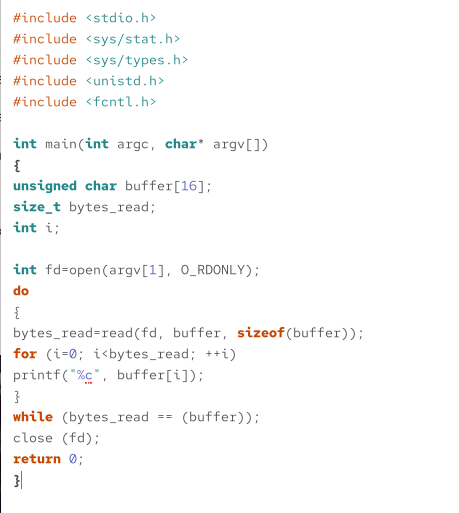 #include <stdio.h>
#include <sys/stat.h>
#include <sys/types.h>
#include <unistd.h>
#include <fcntl.h>
int main(int argc, char* argv[])
{
unsigned char buffer[16];
size_t bytes_read;
int i;
int fd=open(argv[1], O_RDONLY);
do
{
bytes_read=read(fd, buffer, sizeof(buffer));
for (i=0; i<bytes_read; ++i)
printf("%c", buffer[i]);
}
while (bytes_read == (buffer));
close (fd);
return 0;
}